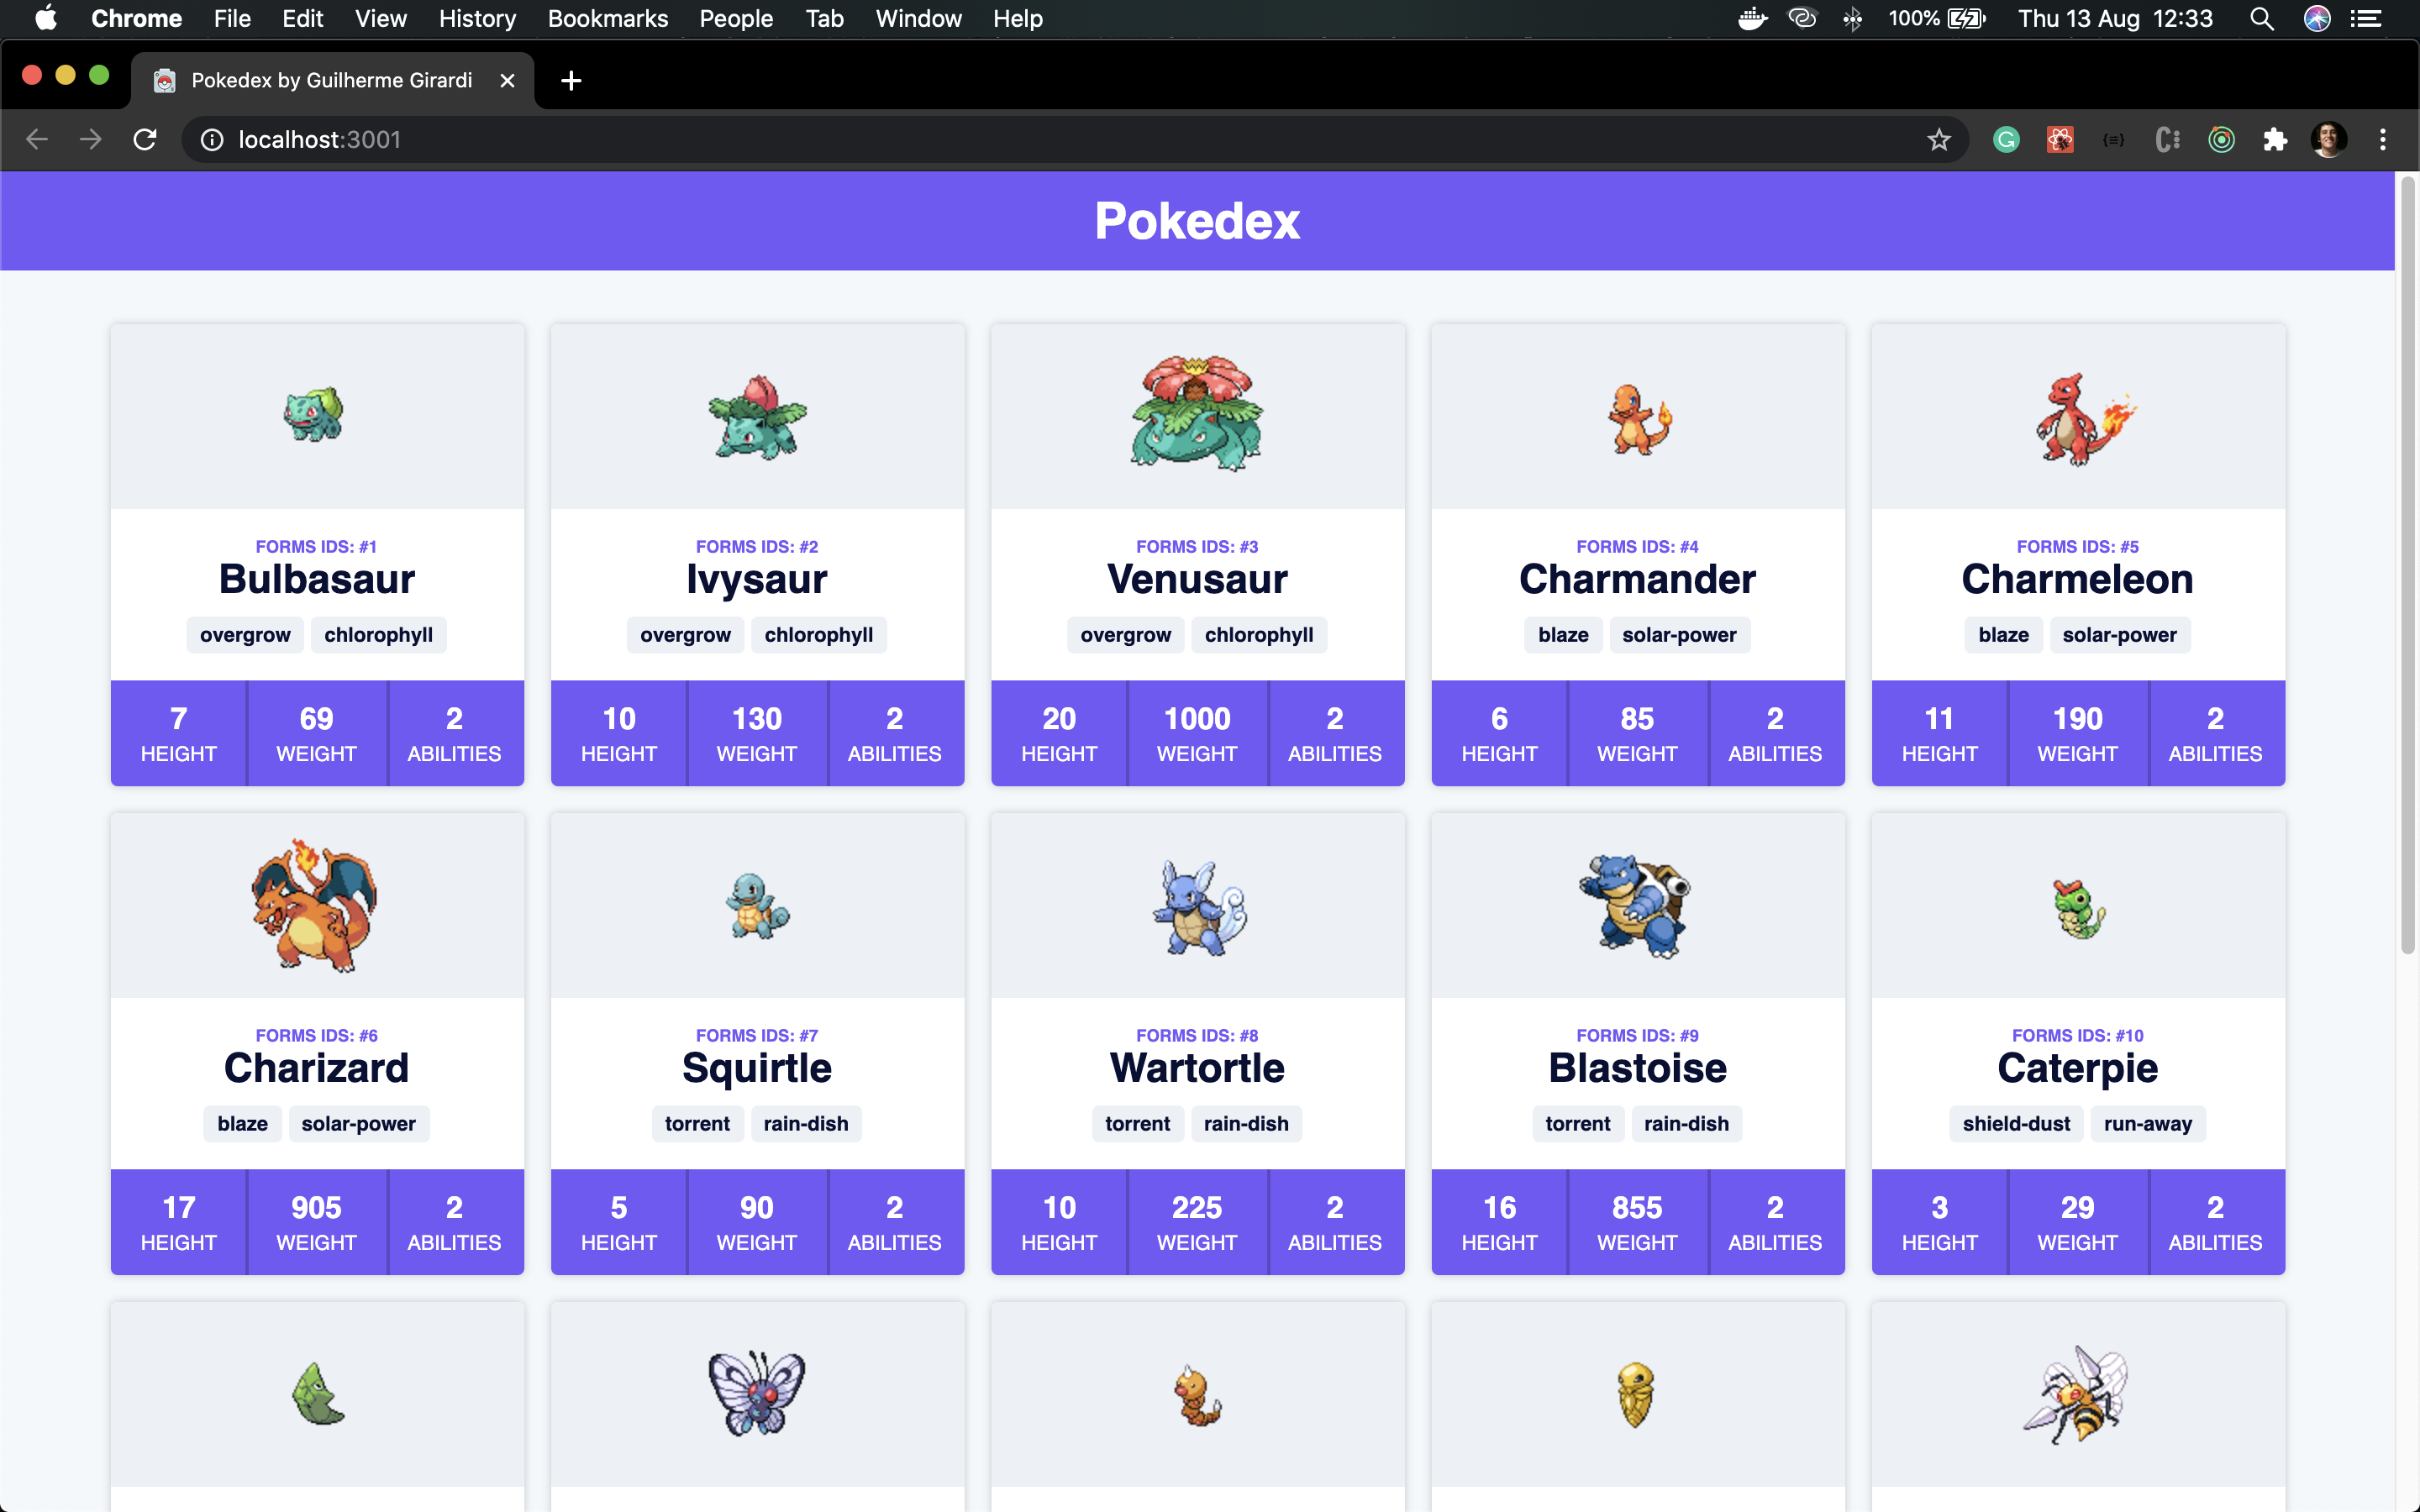 Chrome File Edit View History Bookmarks People Tab Window Help 100% Thu 13 Aug 12:33
Pokedex by Guilherme Girardi
localhost:3001
Pokedex
FORMS IDS: #1 FORMS IDS: #2 FORMS IDS: #3 FORMS IDS: #4 FORMS IDS: #5
Bulbasaur Ivysaur Venusaur Charmander Charmeleon
overgrow chlorophyll overgrow chlorophyll overgrow chlorophyll blaze solar-power blaze solar-power
7 69 2 10 130 2 20 1000 2 6 85 2 11 190 2
HEIGHT WEIGHT ABILITIES HEIGHT WEIGHT ABILITIES HEIGHT WEIGHT ABILITIES HEIGHT WEIGHT ABILITIES HEIGHT WEIGHT ABILITIES
FORMS IDS: #6 FORMS IDS: #7 FORMS IDS: #8 FORMS IDS: #9 FORMS IDS: #10
Charizard Squirtle Wartortle Blastoise Caterpie
blaze solar-power torrent rain-dish torrent rain-dish torrent rain-dish shield-dust run-away
17 905 2 5 90 2 10 225 2 16 855 2 3 29 2
HEIGHT WEIGHT ABILITIES HEIGHT WEIGHT ABILITIES HEIGHT WEIGHT ABILITIES HEIGHT WEIGHT ABILITIES HEIGHT WEIGHT ABILITIES